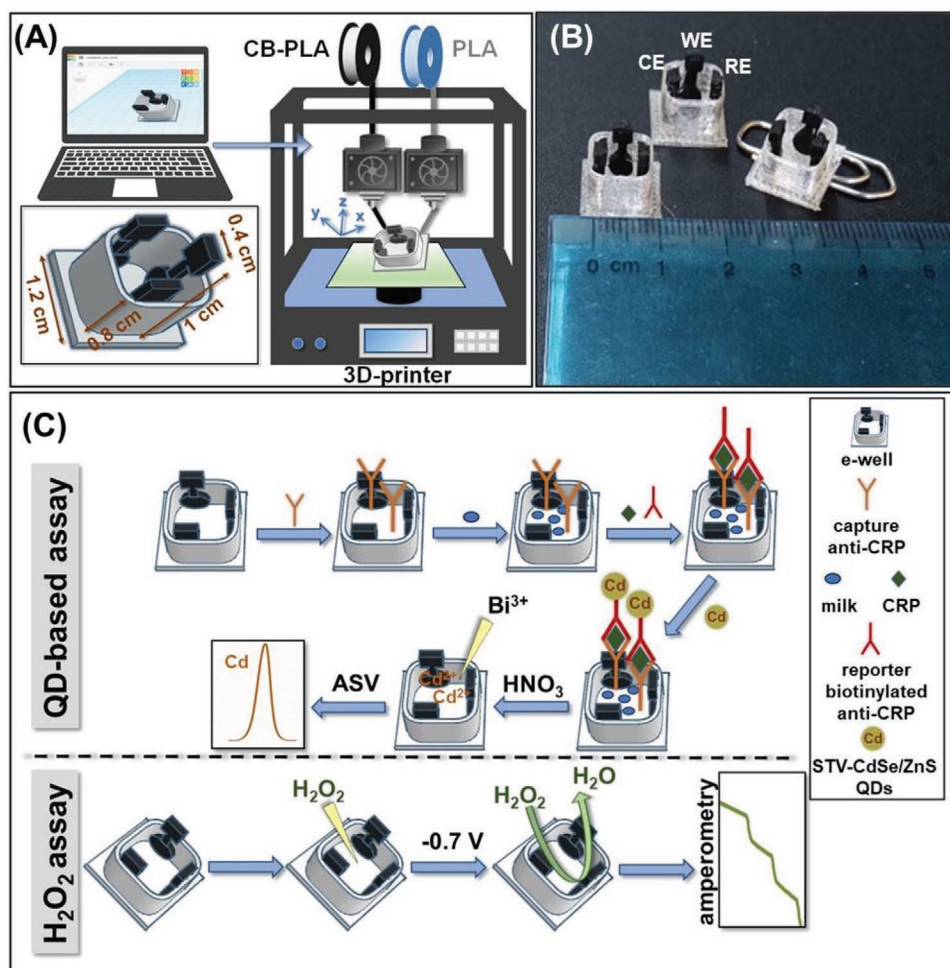 (A)
CB-PLA
PLA
y
z
x
0.4 cm
1.2 cm
0.8 cm
1 cm
3D-printer
(B)
WE
CE
RE
0 cm 1 2 3 4 5
(C)
QD-based assay
Bi³⁺
Cd
Cd
Cd
Cd
ASV
Cd²⁺
Cd²⁺
HNO₃
H₂O₂ assay
H₂O₂
-0.7 V
H₂O₂
H₂O
amperometry
e-well
capture
anti-CRP
milk
CRP
reporter
biotinylated
anti-CRP
Cd
STV-CdSe/ZnS
QDs